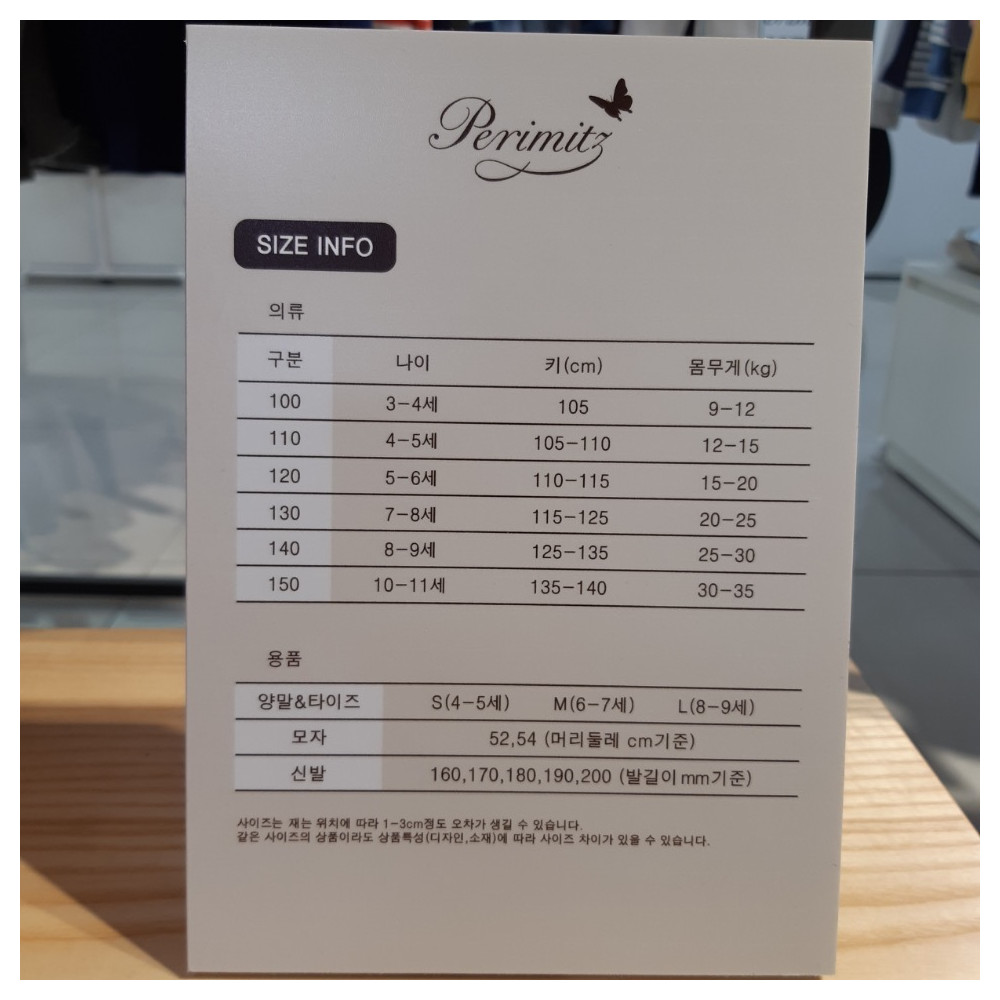 Perimitz
SIZE INFO
의류
구분 나이 키(cm) 몸무게(kg)
100 3-4세 105 9-12
110 4-5세 105-110 12-15
120 5-6세 110-115 15-20
130 7-8세 115-125 20-25
140 8-9세 125-135 25-30
150 10-11세 135-140 30-35
용품
양말&타이즈 S(4-5세) M(6-7세) L(8-9세)
모자 52,54 (머리둘레 cm기준)
신발 160,170,180,190,200 (발길이 mm기준)
사이즈는 재는 위치에 따라 1-3cm정도 오차가 생길 수 있습니다.
같은 사이즈의 상품이라도 상품특성(디자인,소재)에 따라 사이즈 차이가 있을 수 있습니다.